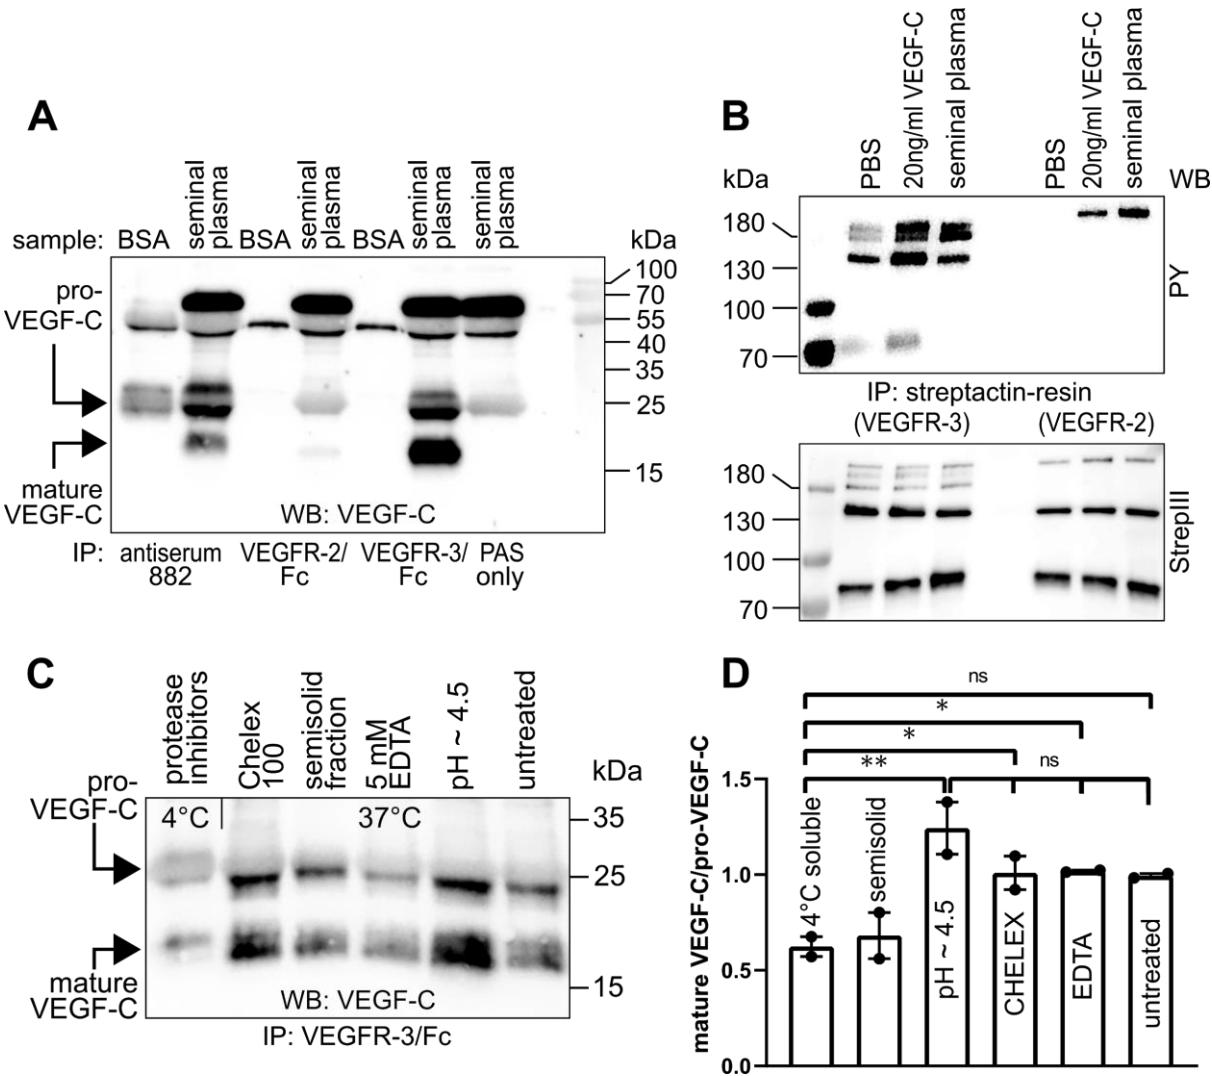 A
sample: BSA
seminal plasma
BSA
seminal plasma
BSA
seminal plasma
seminal plasma
kDa
pro-
VEGF-C
mature
VEGF-C
100
70
55
40
35
25
15
WB: VEGF-C
IP: antiserum 882
VEGFR-2/ Fc
VEGFR-3/ Fc
PAS only
B
kDa
PBS
20ng/ml VEGF-C
seminal plasma
PBS
20ng/ml VEGF-C
seminal plasma
WB
180
130
100
70
PY
IP: streptactin-resin
(VEGFR-3)
(VEGFR-2)
180
130
100
70
StrepIII
C
protease inhibitors
Chelex 100
semisolid fraction
5 mM EDTA
pH ~ 4.5
untreated
kDa
pro-
VEGF-C
4°C
37°C
35
25
15
mature
VEGF-C
WB: VEGF-C
IP: VEGFR-3/Fc
D
ns
*
*
**
ns
mature VEGF-C/pro-VEGF-C
1.5
1.0
0.5
0.0
4°C soluble
semisolid
pH ~ 4.5
CHELEX
EDTA
untreated